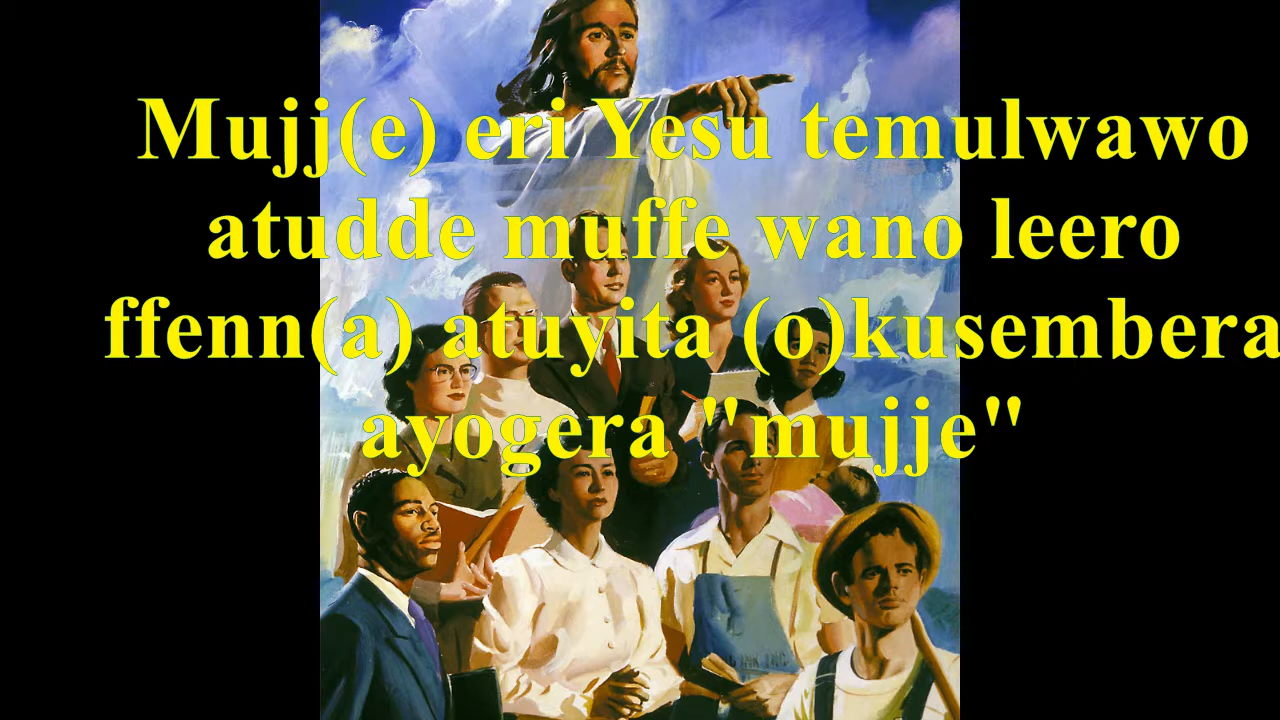 Mujj(e) eri Yesu temulwawo
atudde muffe wano leero
ffenn(a) atuyita (o)kusembera
ayogera "mujje"